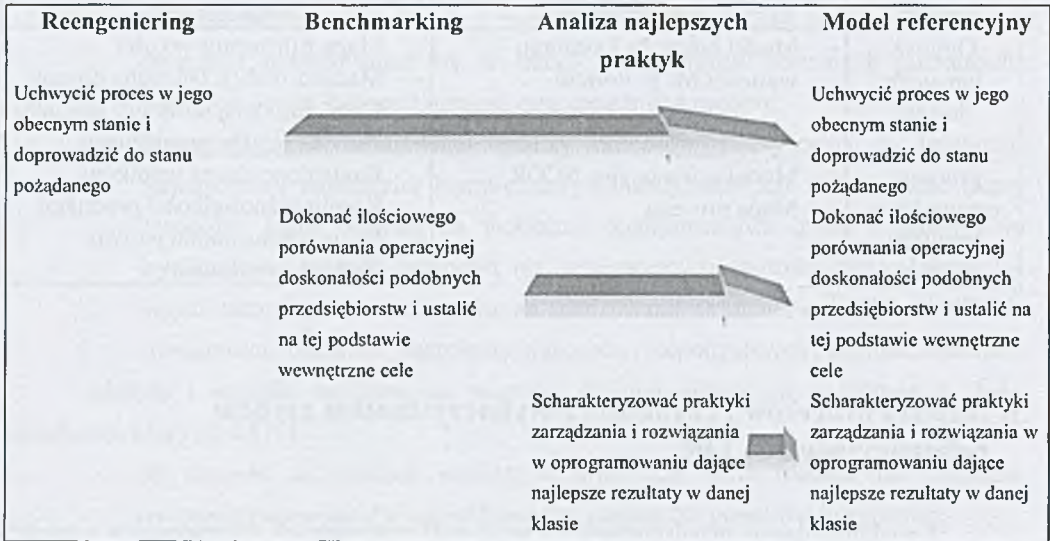 Reengeniering Benchmarking Analiza najlepszych praktyk Model referencyjny
Uchwycić proces w jego
obecnym stanie i
doprowadzić do stanu
pożądanego
Uchwycić proces w jego
obecnym stanie i
doprowadzić do stanu
pożądanego
Dokonać ilościowego
porównania operacyjnej
doskonałości podobnych
przedsiębiorstw i ustalić
na tej podstawie
wewnętrzne cele
Dokonać ilościowego
porównania operacyjnej
doskonałości podobnych
przedsiębiorstw i ustalić na
tej podstawie wewnętrzne
cele
Scharakteryzować praktyki
zarządzania i rozwiązania
w oprogramowaniu dające
najlepsze rezultaty w danej
klasie
Scharakteryzować praktyki
zarządzania i rozwiązania w
oprogramowaniu dające
najlepsze rezultaty w danej
klasie